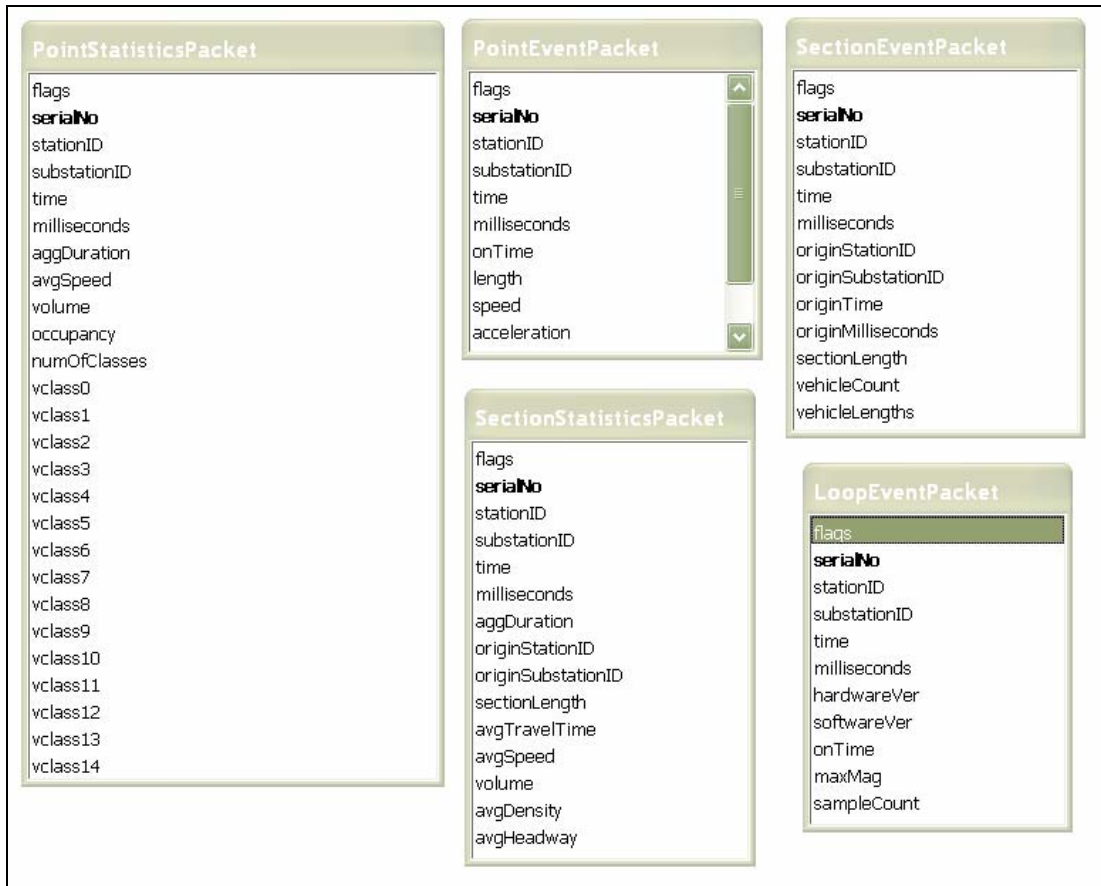 PointStatisticsPacket
flags
serialNo
stationID
substationID
time
milliseconds
aggDuration
avgSpeed
volume
occupancy
numOfClasses
vclass0
vclass1
vclass2
vclass3
vclass4
vclass5
vclass6
vclass7
vclass8
vclass9
vclass10
vclass11
vclass12
vclass13
vclass14
PointEventPacket
flags
serialNo
stationID
substationID
time
milliseconds
onTime
length
speed
acceleration
SectionEventPacket
flags
serialNo
stationID
substationID
time
milliseconds
originStationID
originSubstationID
originTime
originMilliseconds
sectionLength
vehicleCount
vehicleLengths
SectionStatisticsPacket
flags
serialNo
stationID
substationID
time
milliseconds
aggDuration
originStationID
originSubstationID
sectionLength
avgTravelTime
avgSpeed
volume
avgDensity
avgHeadway
LoopEventPacket
flags
serialNo
stationID
substationID
time
milliseconds
hardwareVer
softwareVer
onTime
maxMag
sampleCount